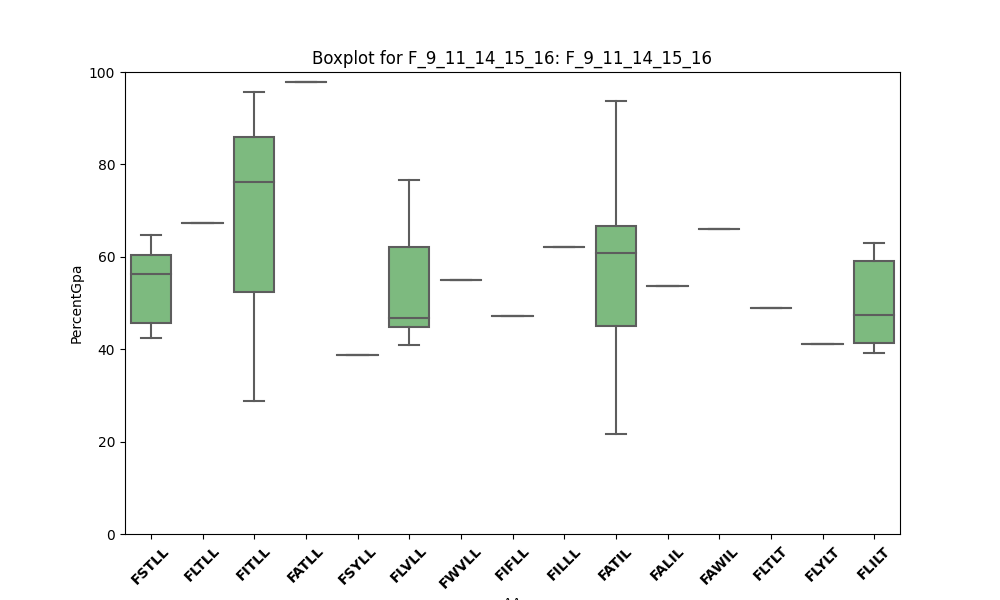 Boxplot for F_9_11_14_15_16: F_9_11_14_15_16
100
80
60
40
20
0
PercentGpa
FSTLL
FLTLL
FITLL
FATLL
FSYLL
FLVLL
FWVLL
FIFLL
FILLL
FATIL
FALIL
FAWIL
FLTLT
FLYLT
FLILT